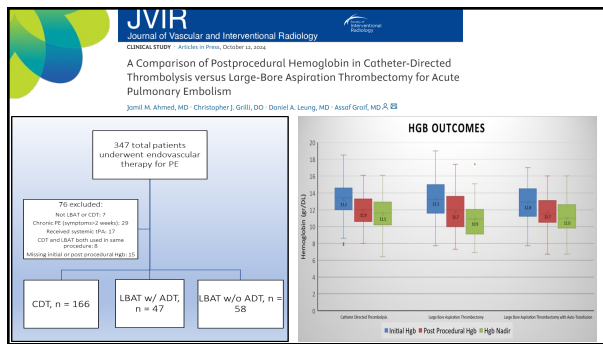 JVIR
Journal of Vascular and Interventional Radiology
Society of
Interventional
Radiology
CLINICAL STUDY · Articles in Press, October 12, 2024
A Comparison of Postprocedural Hemoglobin in Catheter-Directed
Thrombolysis versus Large-Bore Aspiration Thrombectomy for Acute
Pulmonary Embolism
Jamil M. Ahmed, MD · Christopher J. Grilli, DO · Daniel A. Leung, MD · Assaf Graif, MD
347 total patients
underwent endovascular
therapy for PE
76 excluded:
Not LBAT or CDT: 7
Chronic PE (symptoms>2 weeks): 29
Received systemic tPA: 17
CDT and LBAT both used in same
procedure: 8
Missing initial or post procedural Hgb: 15
CDT, n = 166
LBAT w/ ADT,
n = 47
LBAT w/o ADT, n =
58
HGB OUTCOMES
Hemoglobin (gr/DL)
20
18
16
14
12
10
8
6
4
2
0
Catheter Directed Thrombolysis
Large Bore Aspiration Thrombectomy
Large Bore Aspiration Thrombectomy with Auto-Transfusion
Initial Hgb
Post Procedural Hgb
Hgb Nadir